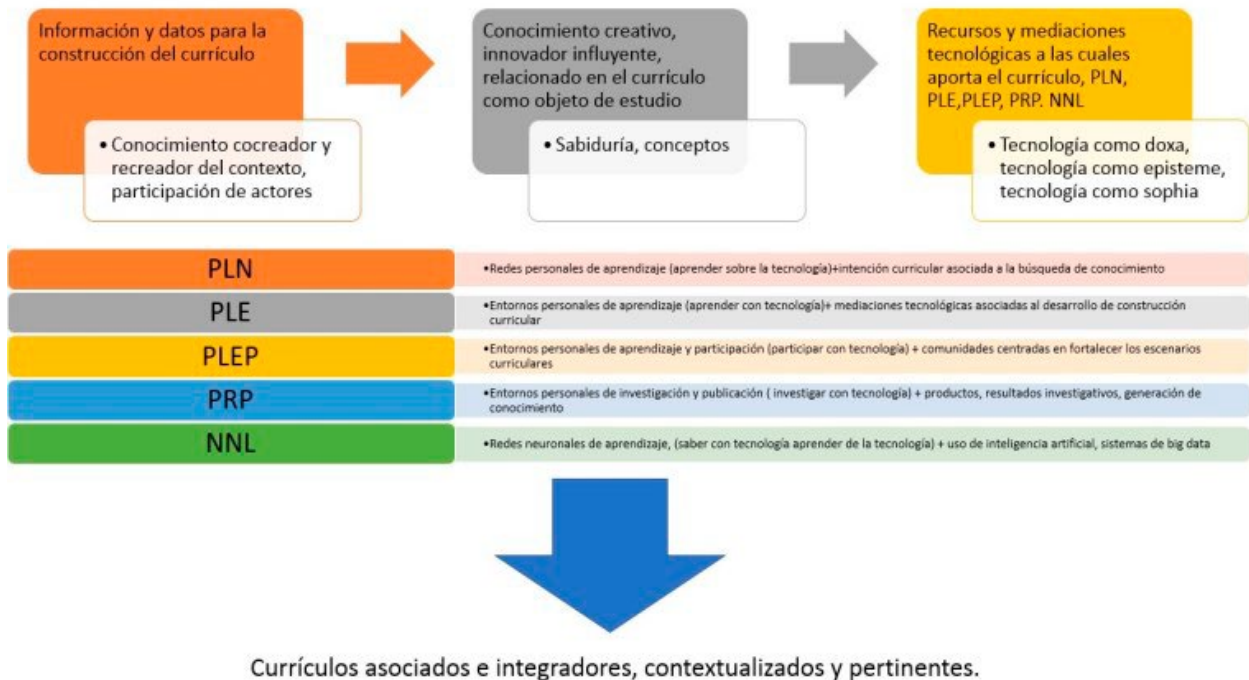 Información y datos para la
construcción del currículo
• Conocimiento cocreador y
recreador del contexto,
participación de actores
Conocimiento creativo,
innovador influyente,
relacionado en el currículo
como objeto de estudio
• Sabiduría, conceptos
Recursos y mediaciones
tecnológicas a las cuales
aporta el currículo, PLN,
PLE,PLEP, PRP. NNL
• Tecnología como doxa,
tecnología como episteme,
tecnología como sophia
PLN
•Redes personales de aprendizaje (aprender sobre la tecnología)+intención curricular asociada a la búsqueda de conocimiento
PLE
•Entornos personales de aprendizaje (aprender con tecnología)+ mediaciones tecnológicas asociadas al desarrollo de construcción
curricular
PLEP
•Entornos personales de aprendizaje y participación (participar con tecnología) + comunidades centradas en fortalecer los escenarios
curriculares
PRP
•Entornos personales de investigación y publicación ( investigar con tecnología) + productos, resultados investigativos, generación de
conocimiento
NNL
•Redes neuronales de aprendizaje, (saber con tecnología aprender de la tecnología) + uso de inteligencia artificial, sistemas de big data
Currículos asociados e integradores, contextualizados y pertinentes.